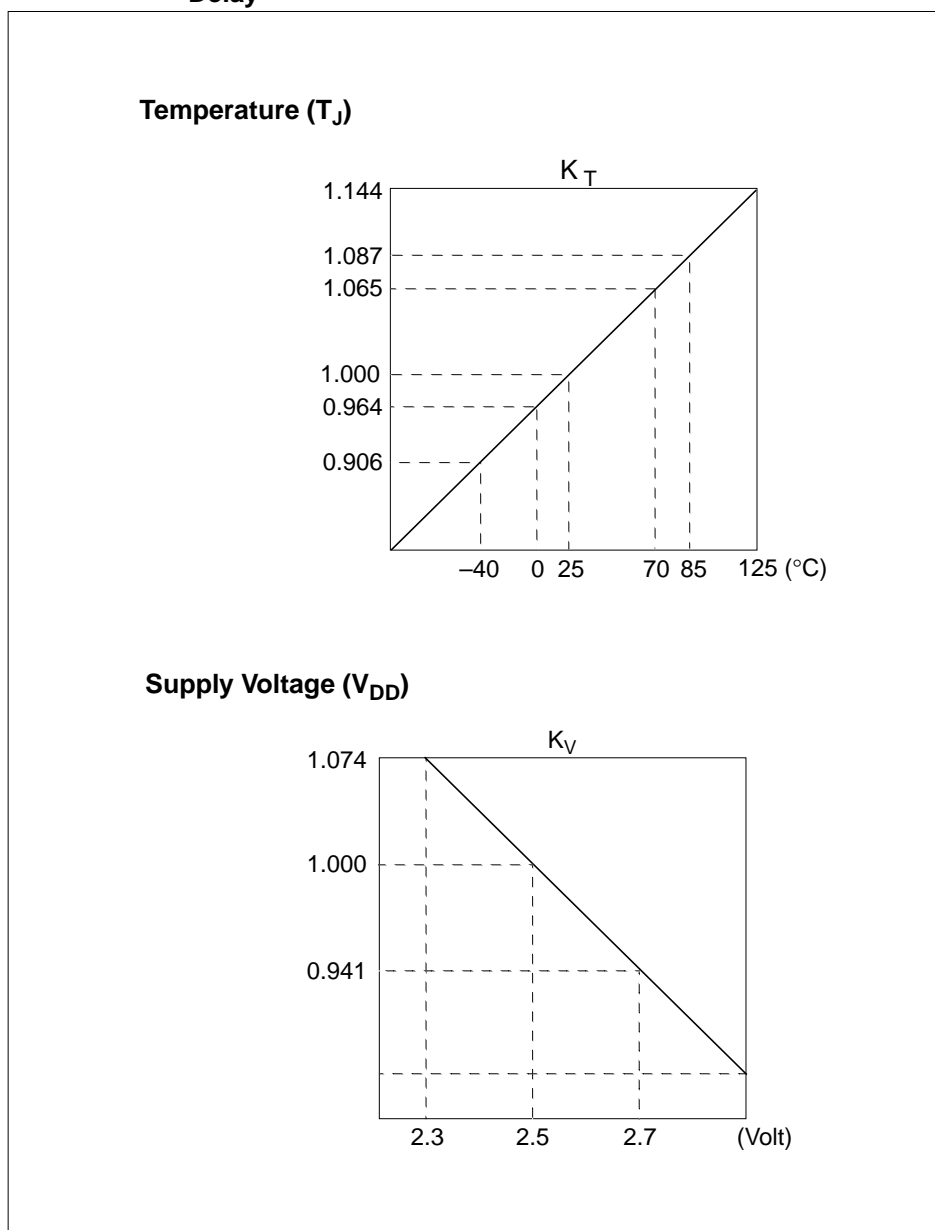 Delay
Temperature (TJ)
K T
1.144
1.087
1.065
1.000
0.964
0.906
–40 0 25 70 85 125 (°C)
Supply Voltage (VDD)
KV
1.074
1.000
0.941
2.3 2.5 2.7 (Volt)